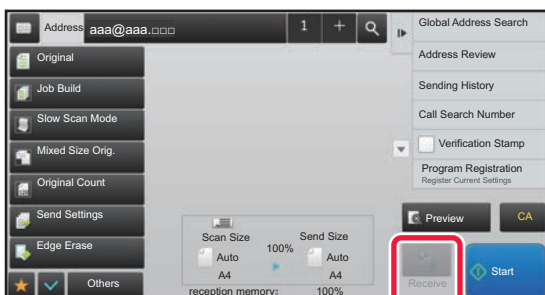 Address aaa@aaa.□□□ 1 +
Original
Job Build
Slow Scan Mode
Mixed Size Orig.
Original Count
Send Settings
Edge Erase
Others
Scan Size 100% Send Size
Auto Auto
A4 A4
reception memory: 100%
Global Address Search
Address Review
Sending History
Call Search Number
Verification Stamp
Program Registration
Register Current Settings
Preview CA
Receive Start